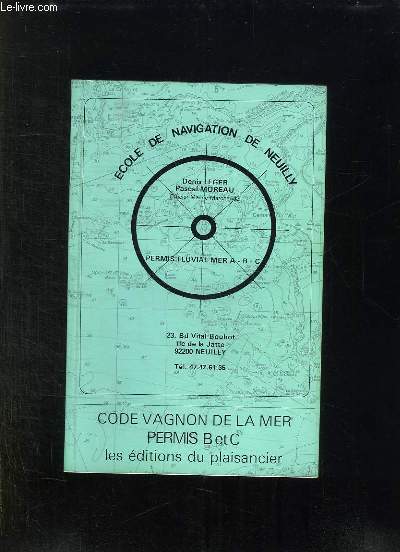 Le-livre.com
ECOLE DE NAVIGATION DE NEUILLY
Denis LEGER
Pascal MOREAU
PERMIS: FLUVIAL MER A - B - C
23, Bd Vital-Bouhot
Ile de la Jatte
92200 NEUILLY
CODE VAGNON DE LA MER
PERMIS B et C
les éditions du plaisancier